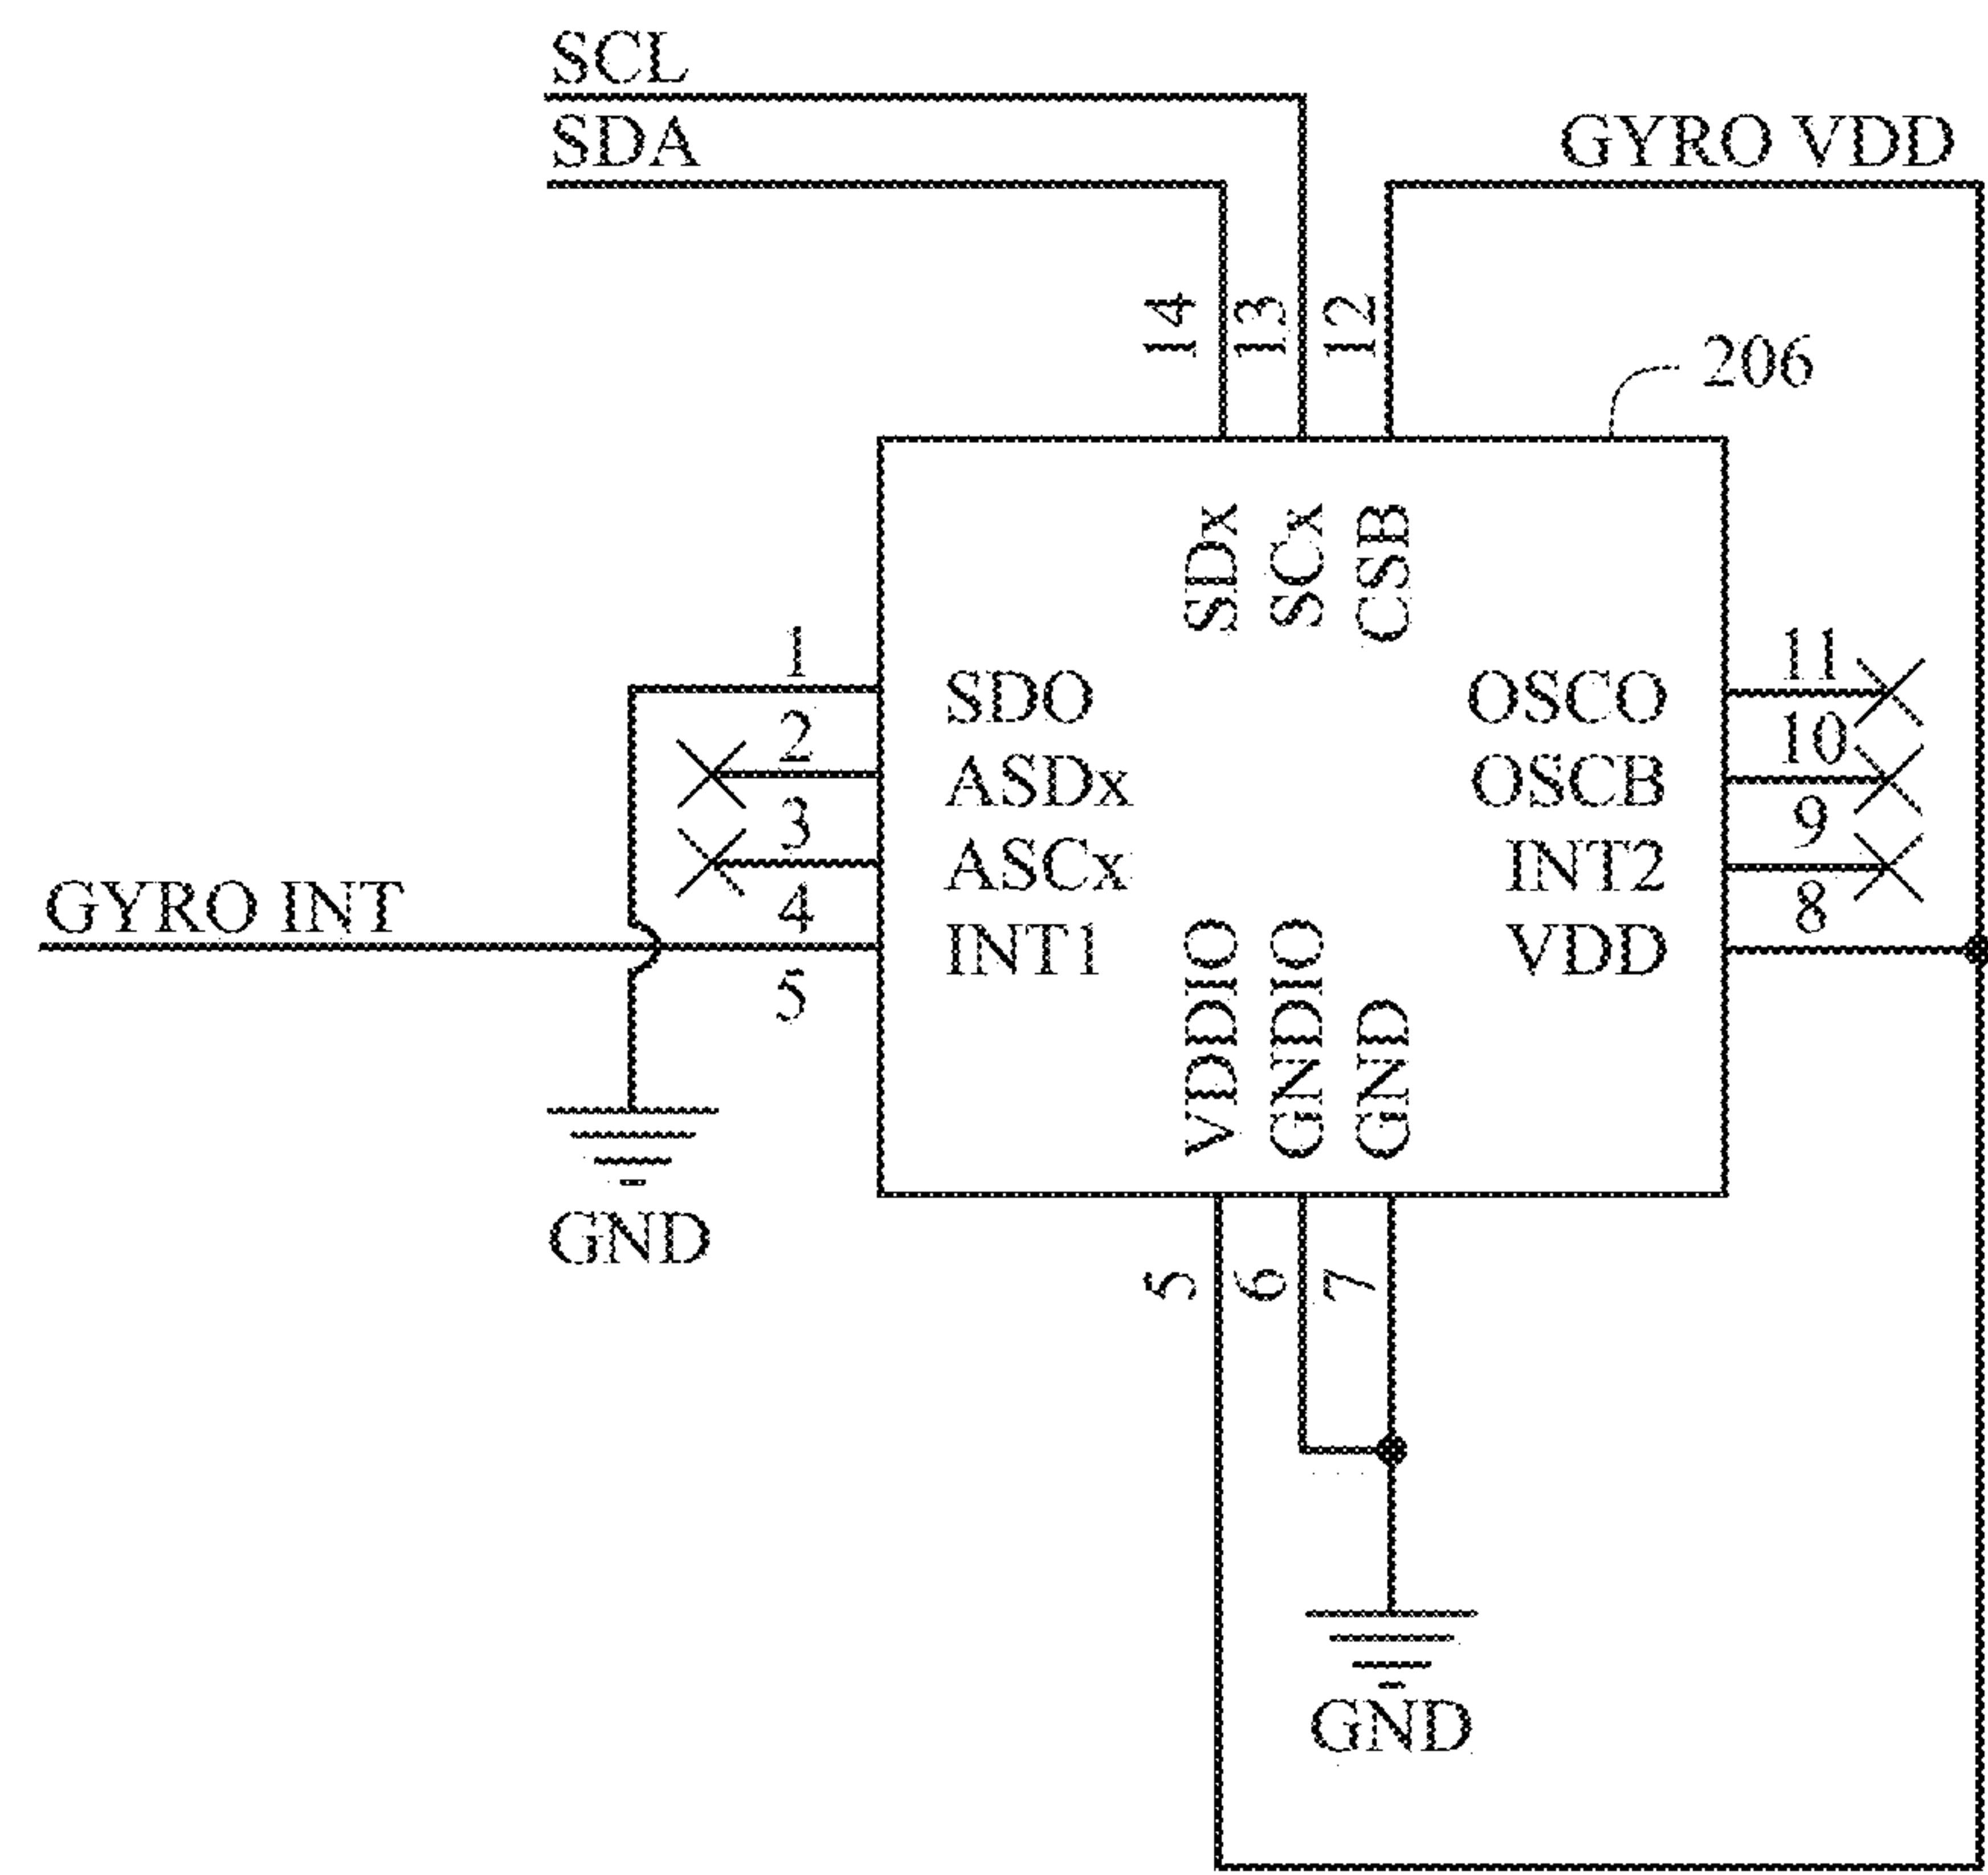 SCL
SDA
GYRO VDD
14
13
12
206
SDx
SCx
CSB
1
SDO
OSCO
11
2
ASDx
OSCB
10
3
ASCx
INT2
9
GYRO INT
4
INT1
VDD
8
5
VDDIO
GNDIO
GND
GND
5
6
7
GND